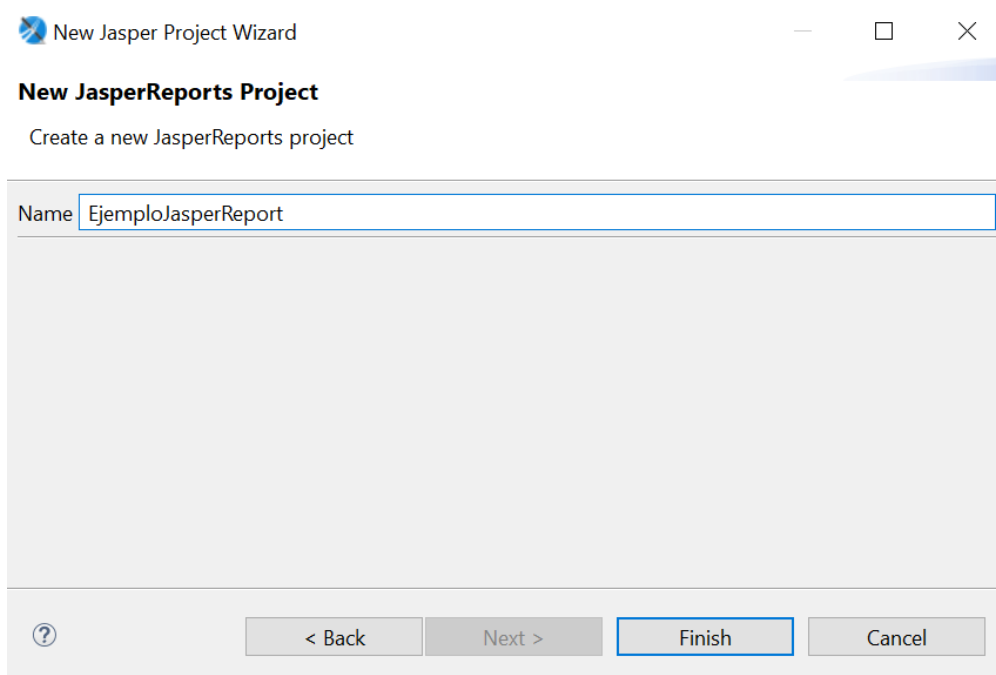 New Jasper Project Wizard
New JasperReports Project
Create a new JasperReports project
Name EjemploJasperReport
? < Back Next > Finish Cancel